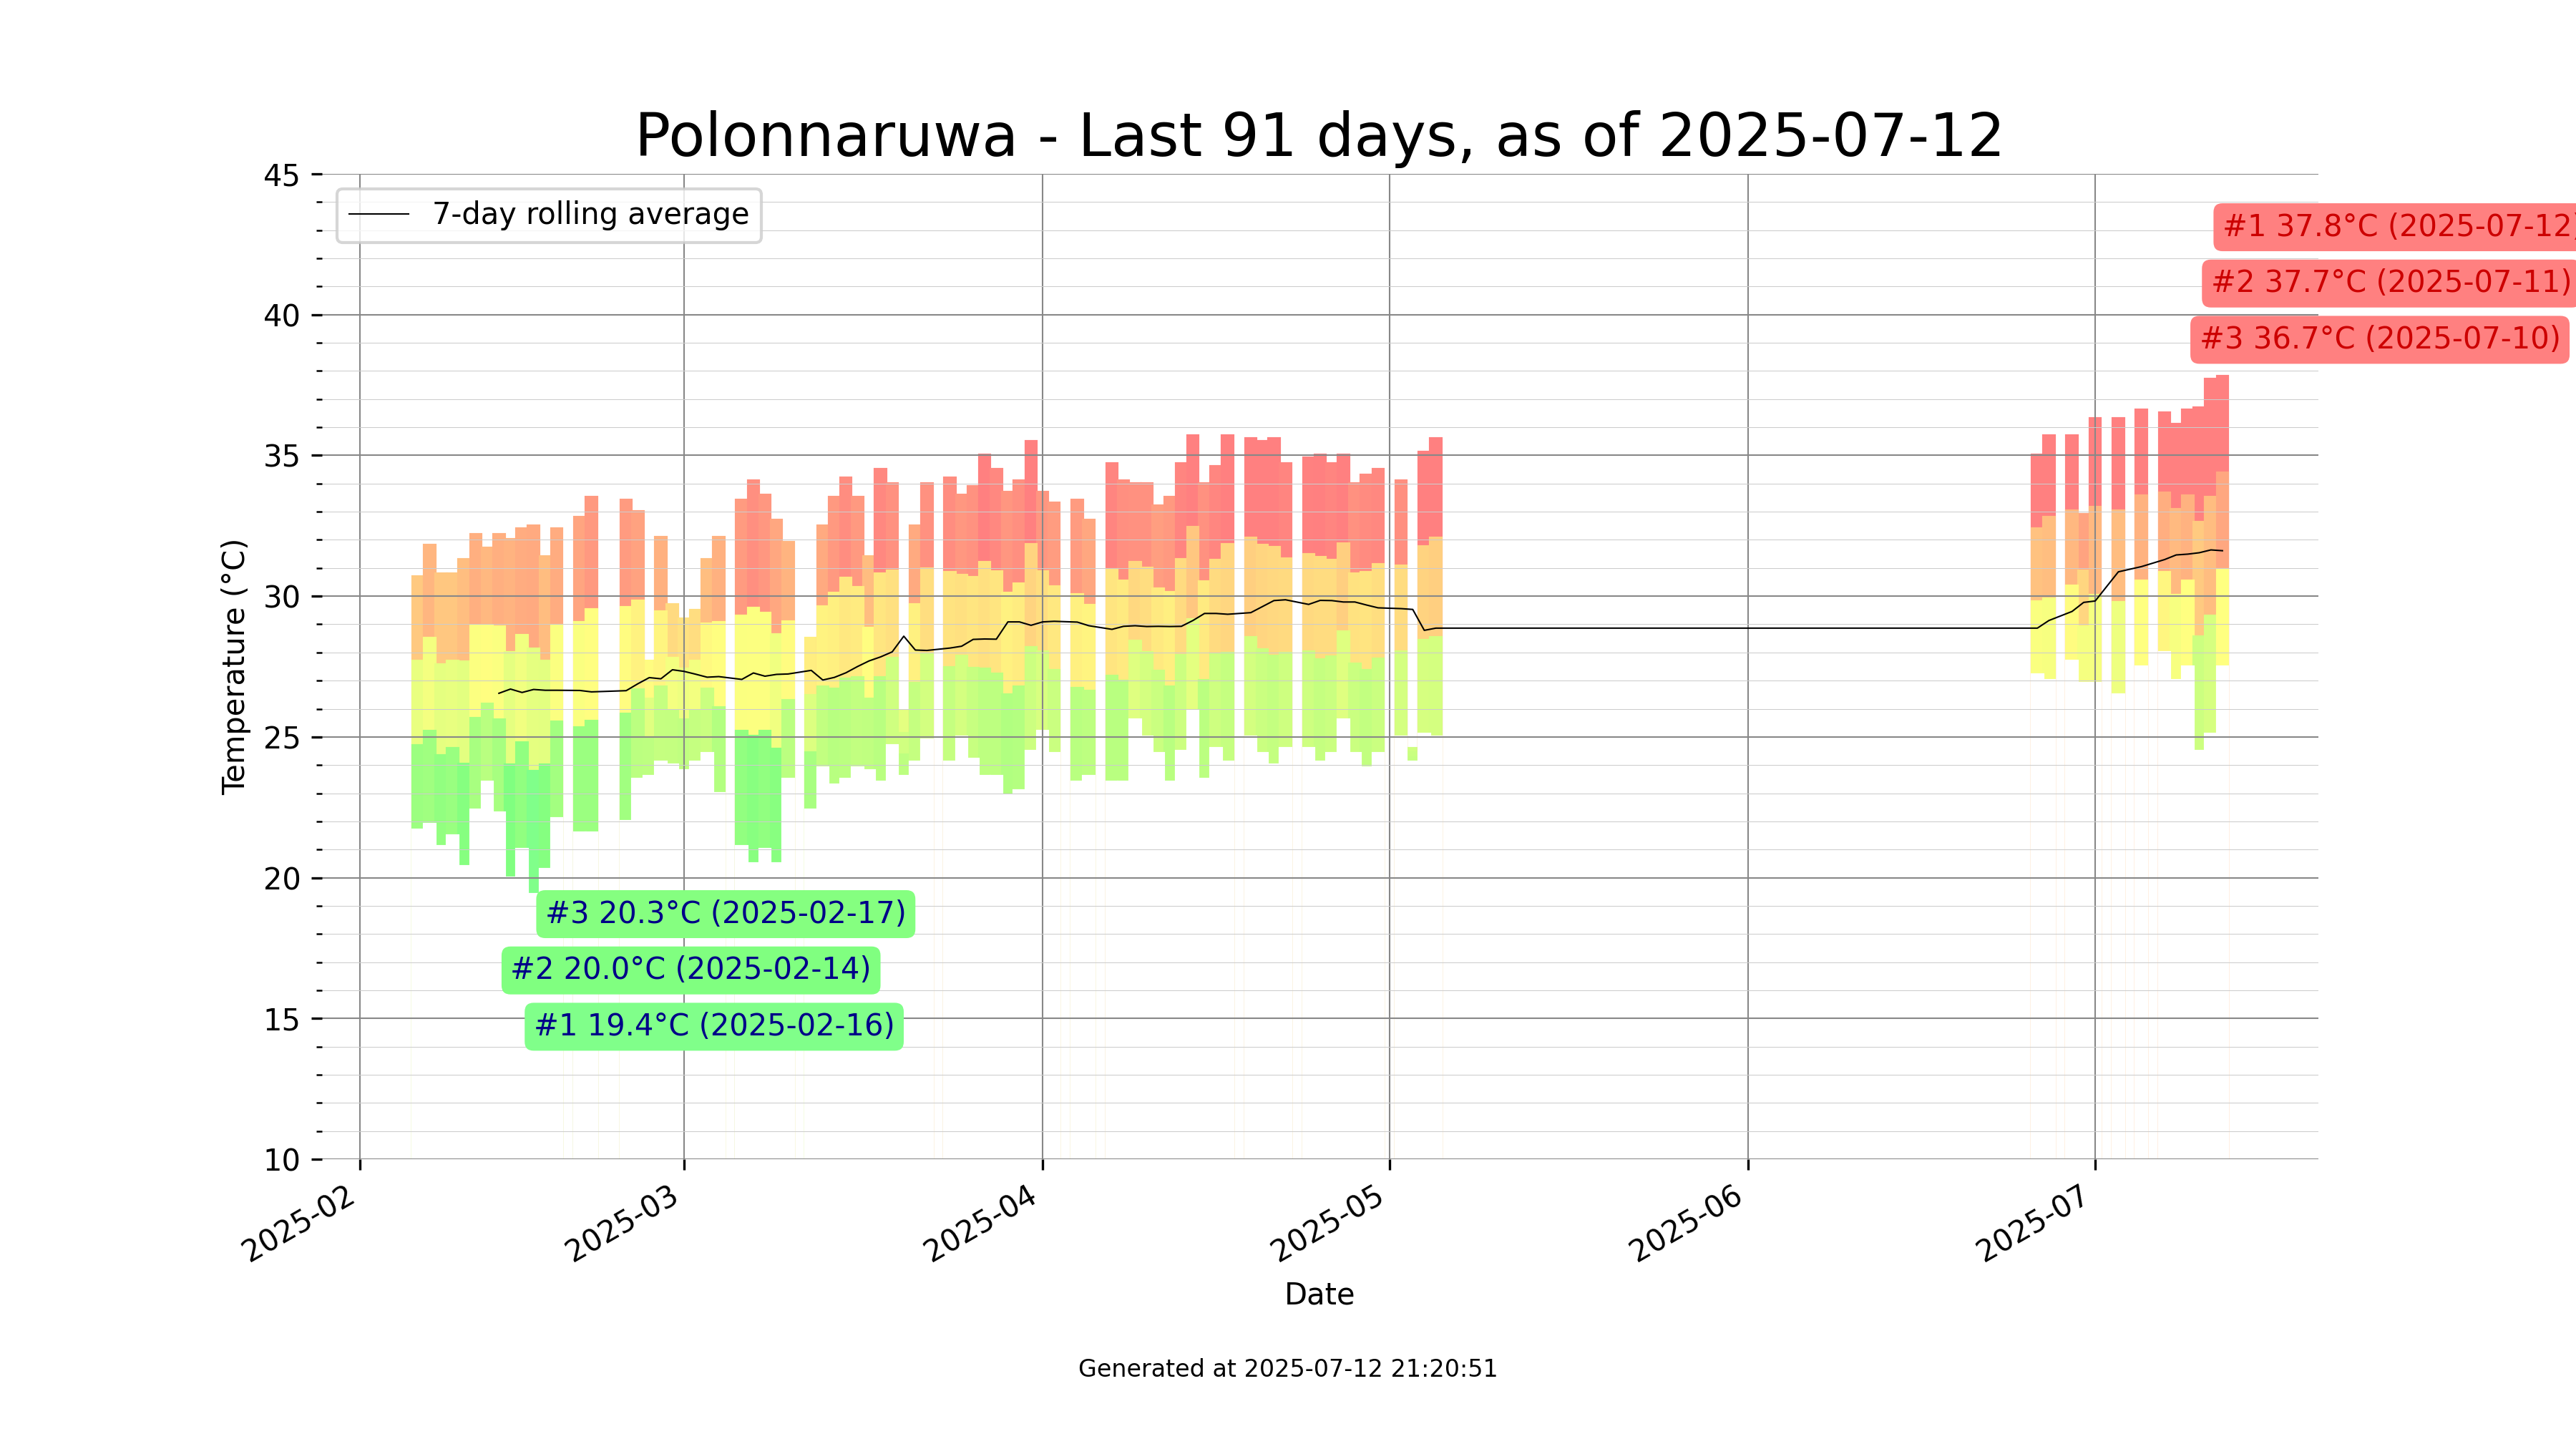 Polonnaruwa - Last 91 days, as of 2025-07-12
45
7-day rolling average
#1 37.8°C (2025-07-12)
#2 37.7°C (2025-07-11)
40
#3 36.7°C (2025-07-10)
35
30
Temperature (°C)
25
20
#3 20.3°C (2025-02-17)
#2 20.0°C (2025-02-14)
15
#1 19.4°C (2025-02-16)
10
2025-02
2025-03
2025-04
2025-05
2025-06
2025-07
Date
Generated at 2025-07-12 21:20:51